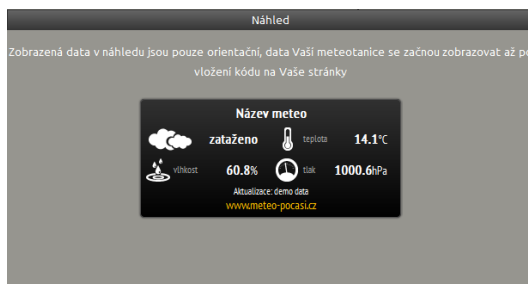 Náhled
Zobrazená data v náhledu jsou pouze orientační, data Vaší meteotanice se začnou zobrazovat až po
vložení kódu na Vaše stránky
Název meteo
zataženo teplota 14.1°C
vlhkost 60.8% tlak 1000.6hPa
Aktualizace: demo data
www.meteo-pocasi.cz